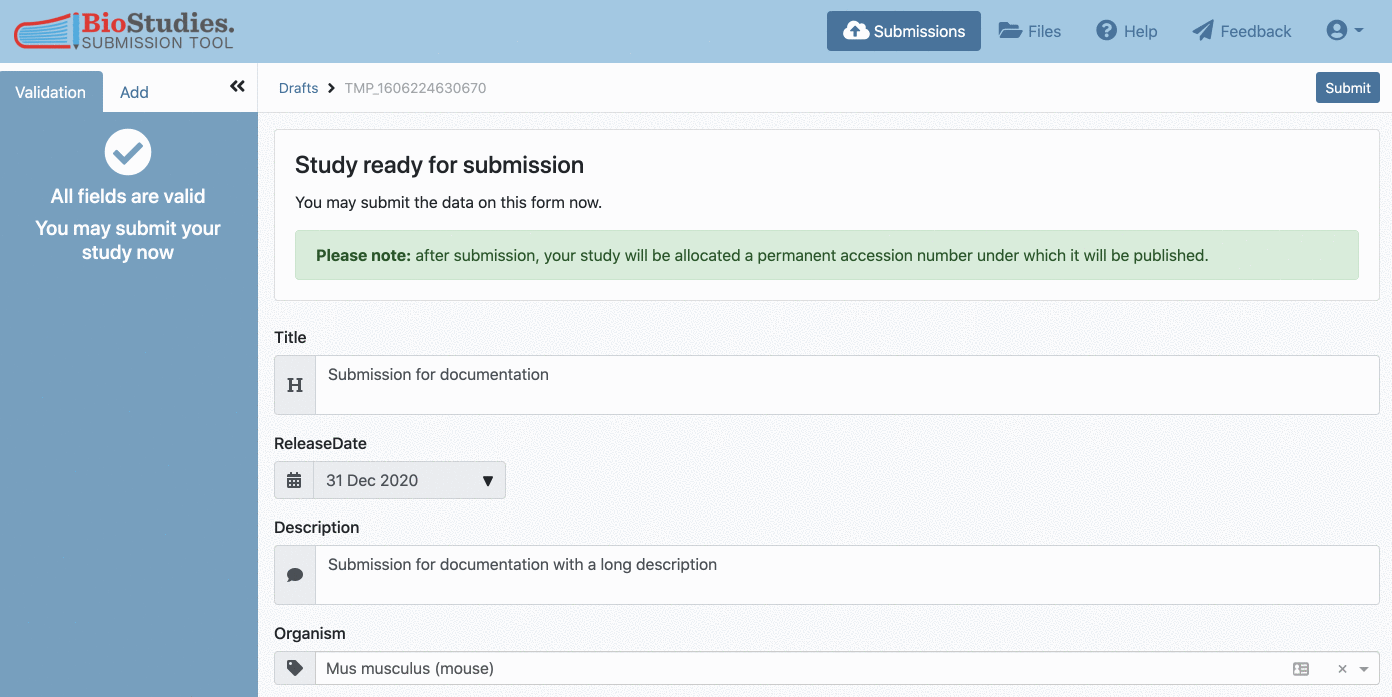 BioStudies.
SUBMISSION TOOL
Submissions
Files
Help
Feedback
Validation
Add
Drafts
TMP_1606224630670
Submit
All fields are valid
You may submit your
study now
Study ready for submission
You may submit the data on this form now.
Please note: after submission, your study will be allocated a permanent accession number under which it will be published.
Title
H
Submission for documentation
ReleaseDate
31 Dec 2020
Description
Submission for documentation with a long description
Organism
Mus musculus (mouse)